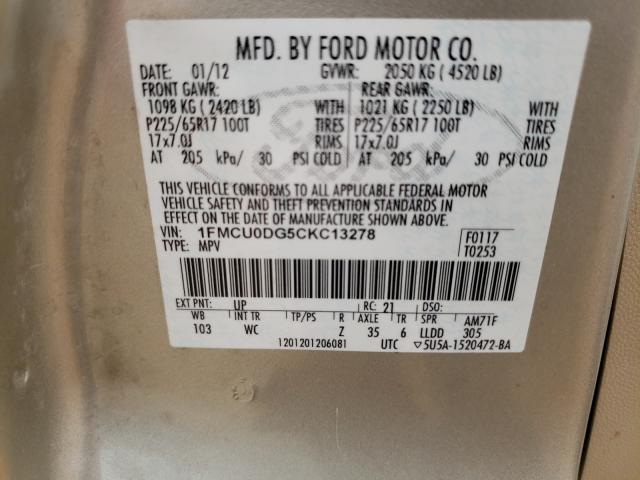 MFD. BY FORD MOTOR CO.
DATE: 01/12 GVWR: 2050 KG ( 4520 LB)
FRONT GAWR: REAR GAWR:
1098 KG ( 2420 LB) WITH 1021 KG ( 2250 LB) WITH
P225/65R17 100T TIRES P225/65R17 100T TIRES
17x7.0J RIMS 17x7.0J RIMS
AT 205 kPa/ 30 PSI COLD AT 205 kPa/ 30 PSI COLD
THIS VEHICLE CONFORMS TO ALL APPLICABLE FEDERAL MOTOR
VEHICLE SAFETY AND THEFT PREVENTION STANDARDS IN
EFFECT ON THE DATE OF MANUFACTURE SHOWN ABOVE.
VIN: 1FMCU0DG5CKC13278 F0117
TYPE: MPV T0253
EXT PNT: UP RC: 21 DSO:
WB INT TR TP/PS R AXLE TR SPR AM71F
103 WC Z 35 6 LLDD 305
1201201206081 UTC ▽5U5A-1520472-BA